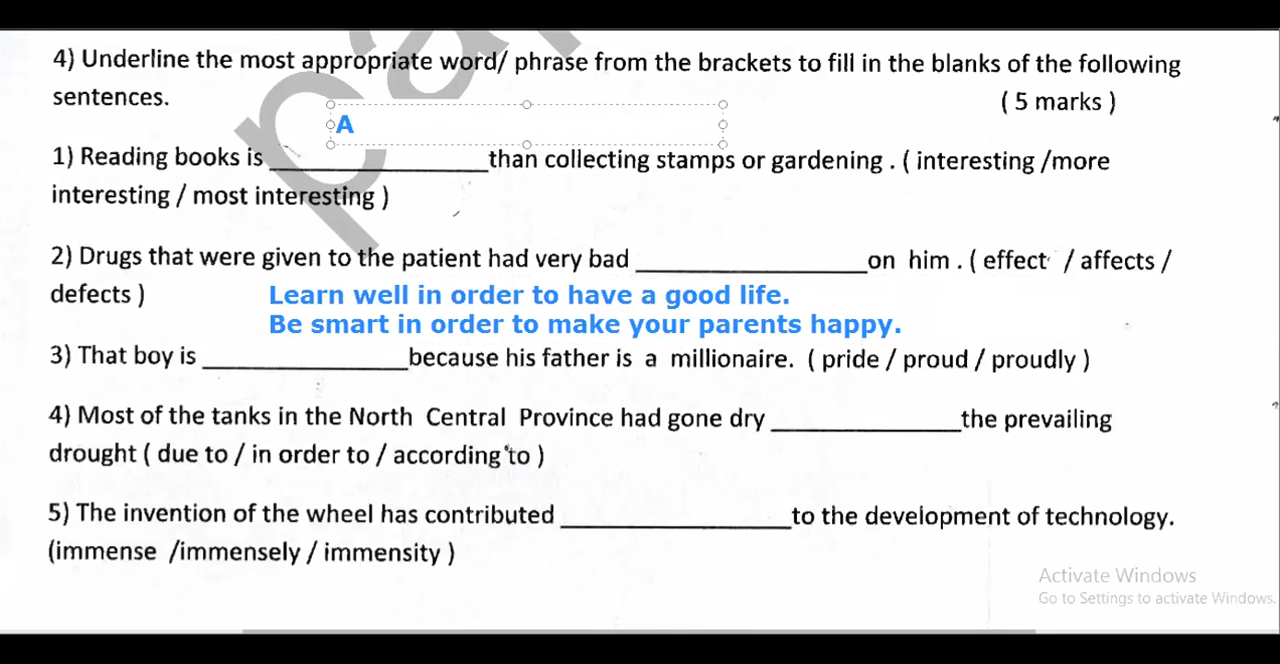 4) Underline the most appropriate word/ phrase from the brackets to fill in the blanks of the following
sentences. ( 5 marks )
A
1) Reading books is ____________________than collecting stamps or gardening . ( interesting /more
interesting / most interesting )
2) Drugs that were given to the patient had very bad ____________________on him . ( effect / affects /
defects )
Learn well in order to have a good life.
Be smart in order to make your parents happy.
3) That boy is ____________________because his father is a millionaire. ( pride / proud / proudly )
4) Most of the tanks in the North Central Province had gone dry __________________the prevailing
drought ( due to / in order to / according to )
5) The invention of the wheel has contributed ____________________to the development of technology.
(immense /immensely / immensity )
Activate Windows
Go to Settings to activate Windows.